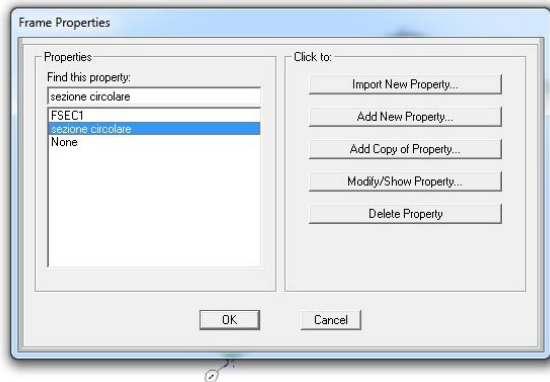 Frame Properties
Properties
Find this property:
sezione circolare
FSEC1
sezione circolare
None
Click to:
Import New Property...
Add New Property...
Add Copy of Property...
Modify/Show Property...
Delete Property
OK
Cancel